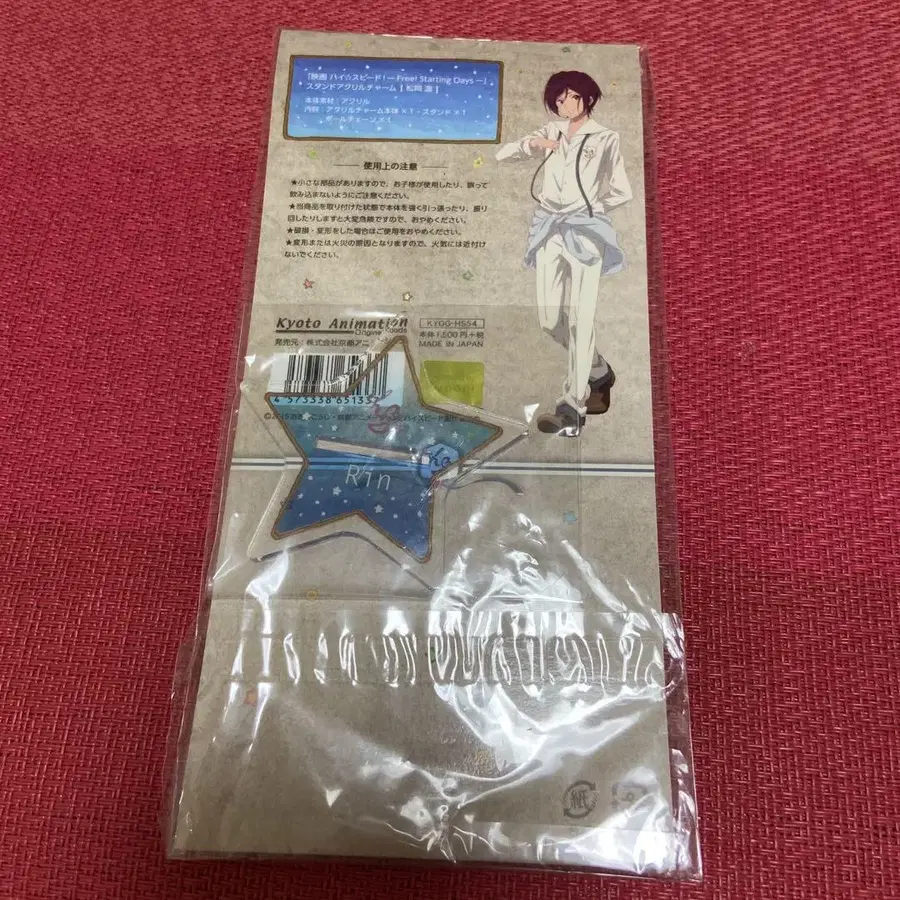 「映画 ハイ☆スピード!－ Free! Starting Days －」
スタンドアクリルチャーム【 松岡 凛 】
本体素材：アクリル
内容：アクリルチャーム本体×1・スタンド×1
ボールチェーン×1
使用上の注意
★小さな部品がありますので、お子様が使用したり、誤って
飲み込まないようにご注意ください。
★当商品を取り付けた状態で本体を強く引っ張ったり、振り
回したりしますと大変危険ですので、おやめください。
★破損・変形をした場合はご使用をおやめください。
★変形または火災の原因となりますので、火気には近付け
ないでください。
Kyoto Animation
Original Goods
発売元：株式会社京都アニ
KYOG-HS54
本体 1,500円+税
MADE IN JAPAN
4 573338 65133
©2015
Rin
紙